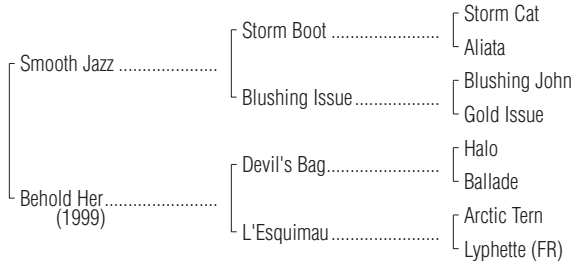 Storm Cat
Storm Boot
Aliata
Smooth Jazz
Blushing John
Blushing Issue
Gold Issue
Halo
Devil's Bag
Ballade
Behold Her
(1999)
Arctic Tern
L'Esquimau
Lyphette (FR)